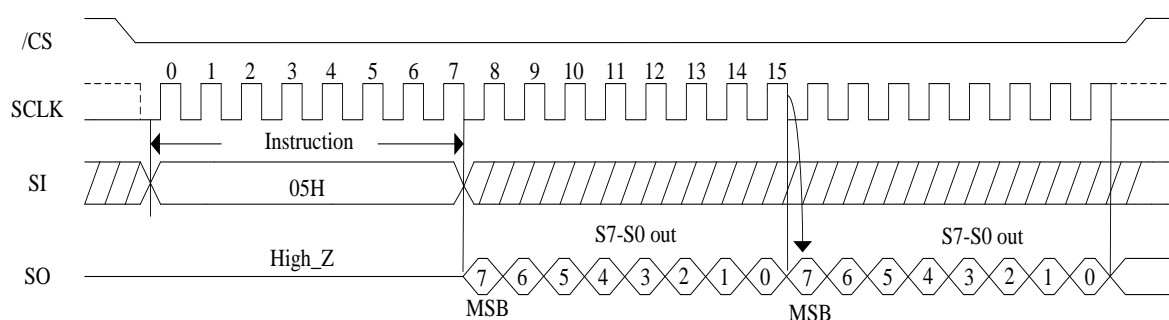 /CS
0 1 2 3 4 5 6 7 8 9 10 11 12 13 14 15
SCLK
Instruction
SI
05H
S7-S0 out S7-S0 out
High_Z
SO
7 6 5 4 3 2 1 0 7 6 5 4 3 2 1 0
MSB MSB